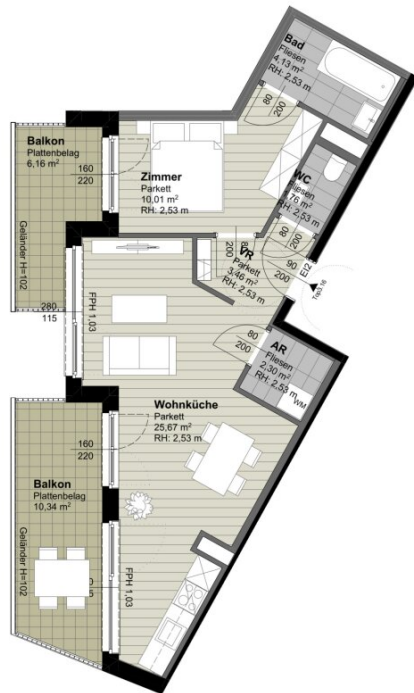 Bad
Fliesen
4,13 m²
RH: 2,53 m
80
200
Balkon
Plattenbelag
6,16 m²
160
220
Zimmer
Parkett
10,01 m²
RH: 2,53 m
WC
Fliesen
RH: 2,53 m
80
200
Geländer H=102
80
200
VR
Parkett
3,46 m²
RH: 2,53 m
90
200
EI2
280
115
FPH 1,03
80
200
AR
Fliesen
2,30 m²
RH: 2,53 m
WM
Wohnküche
Parkett
25,67 m²
RH: 2,53 m
160
220
Balkon
Plattenbelag
10,34 m²
Geländer H=102
FPH 1,03